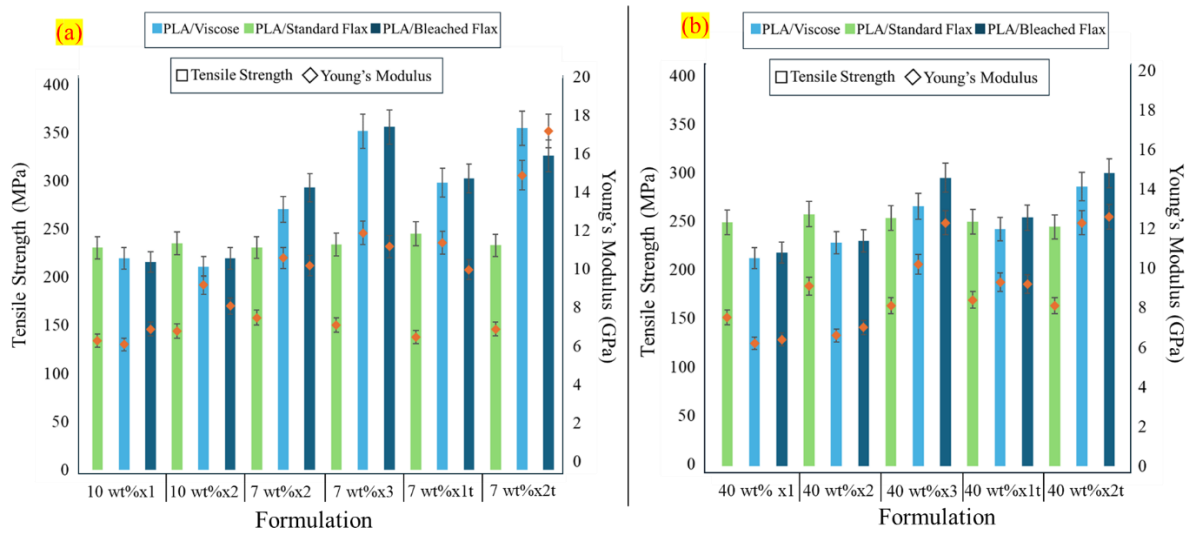 (a)
PLA/Viscose PLA/Standard Flax PLA/Bleached Flax
Tensile Strength Young's Modulus
Tensile Strength (MPa)
400
350
300
250
200
150
100
50
0
20
18
16
14
12
10
8
6
4
2
0
Young's Modulus (GPa)
10 wt%x1 10 wt%x2 7 wt%x2 7 wt%x3 7 wt%x1t 7 wt%x2t
Formulation
(b)
PLA/Viscose PLA/Standard Flax PLA/Bleached Flax
Tensile Strength Young's Modulus
Tensile Strength (MPa)
400
350
300
250
200
150
100
50
0
20
18
16
14
12
10
8
6
4
2
0
Young's Modulus (GPa)
40 wt% x1 40 wt%x2 40 wt%x3 40 wt%x1t 40 wt%x2t
Formulation